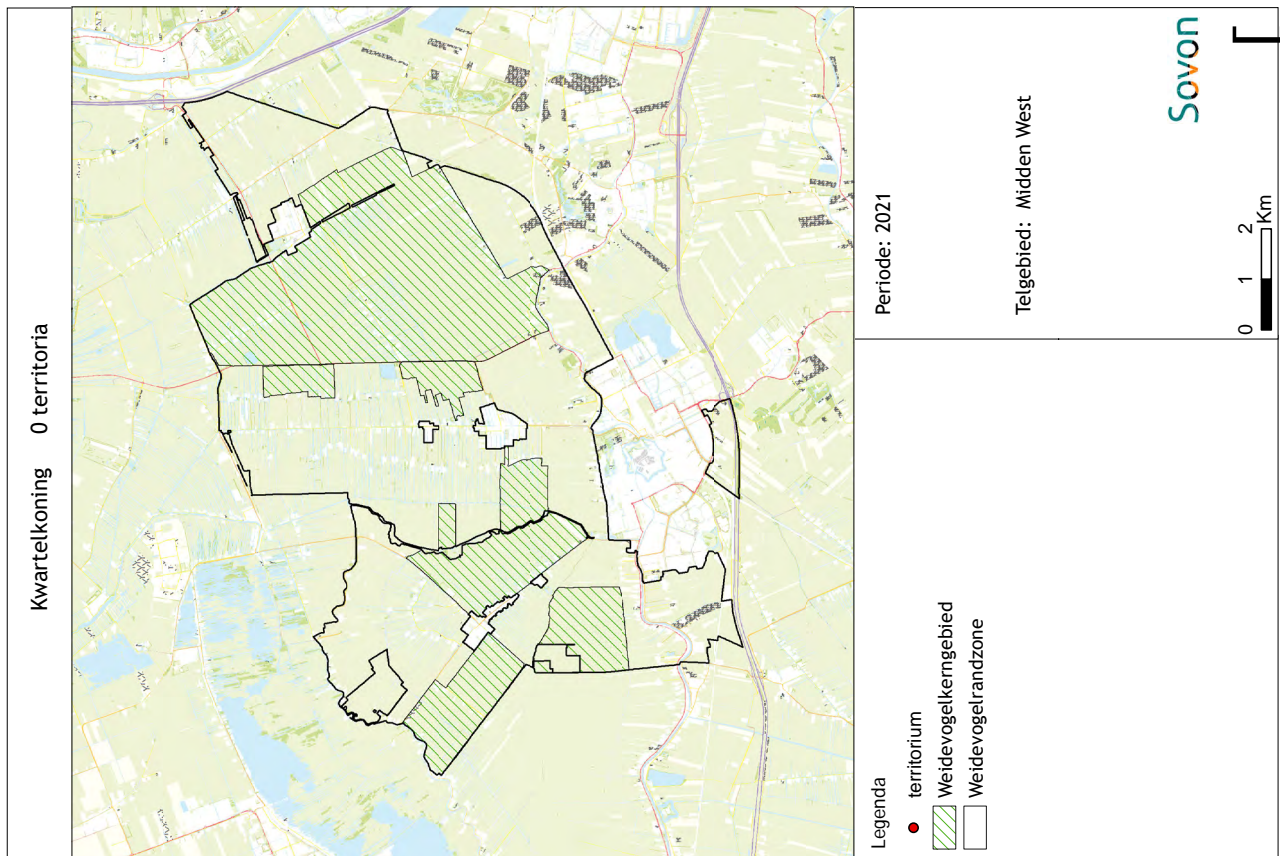 Kwartelkoning 0 territoria
Legenda
territorium
Weidevogelkerngebied
Weidevogelrandzone
Periode: 2021
Telgebied: Midden West
0 1 2
Km
Sovon